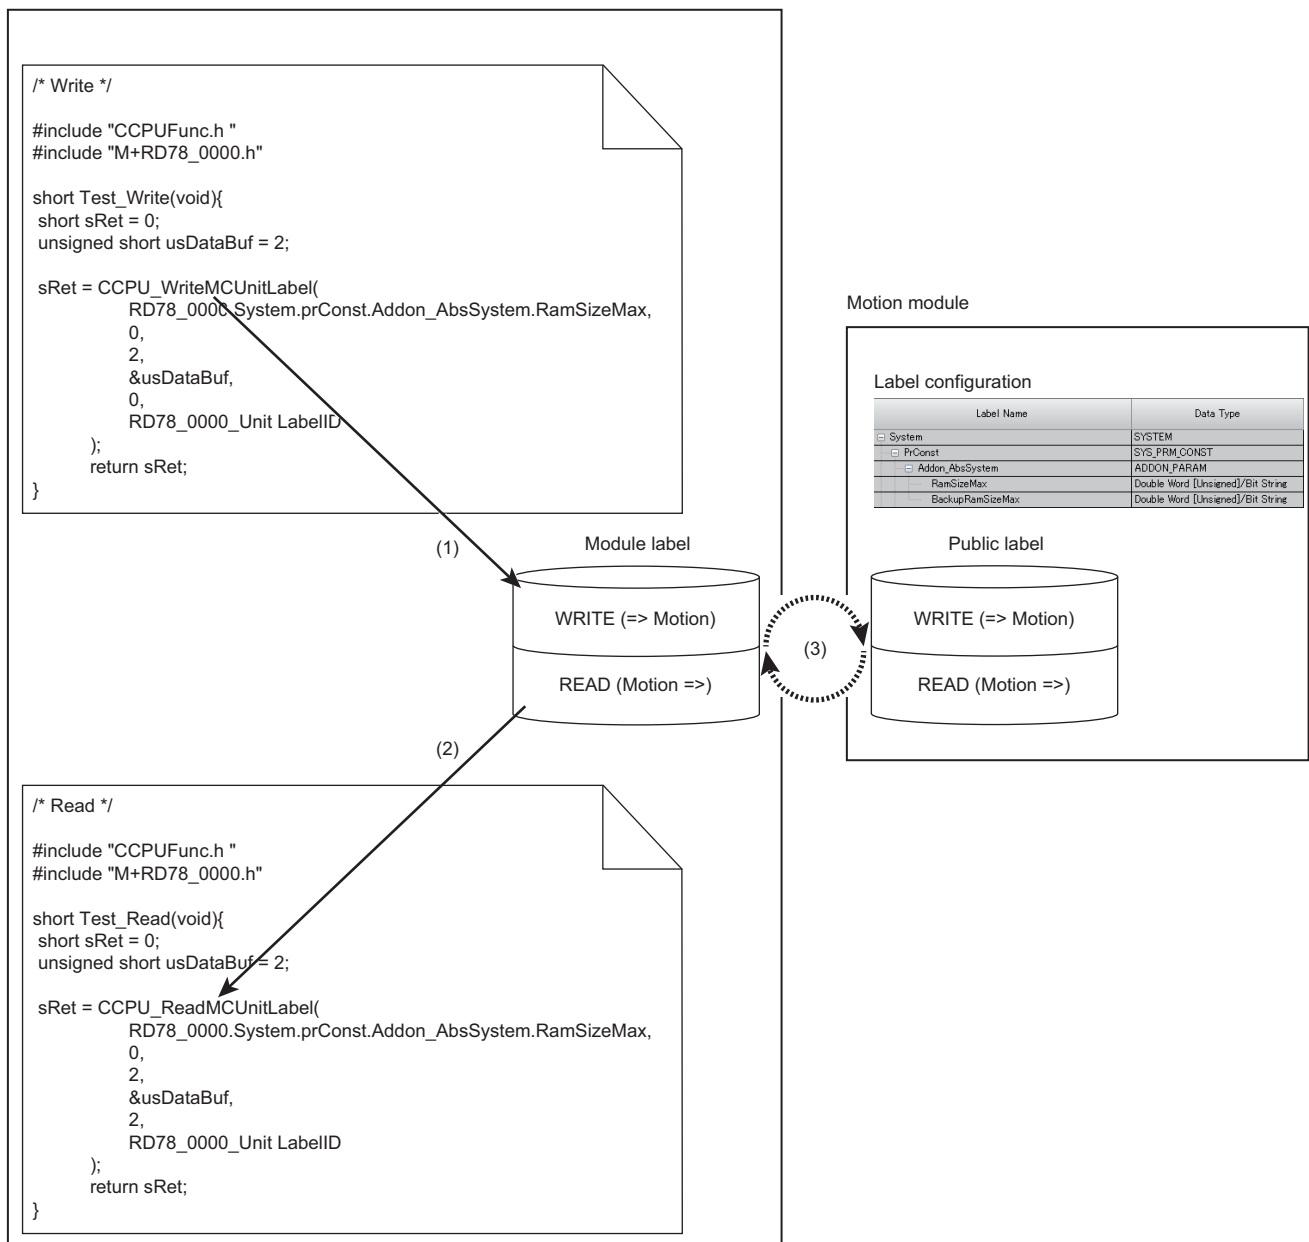 /* Write */
#include "CCPUFunc.h "
#include "M+RD78_0000.h"
short Test_Write(void){
short sRet = 0;
unsigned short usDataBuf = 2;
sRet = CCPU_WriteMCUnitLabel(
RD78_0000.System.prConst.Addon_AbsSystem.RamSizeMax,
0,
2,
&usDataBuf,
0,
RD78_0000_Unit LabelID
);
return sRet;
}
Motion module
Label configuration
Label Name Data Type
System SYSTEM
PrConst SYS_PRM_CONST
Addon_AbsSystem ADDON_PARAM
RamSizeMax Double Word [Unsigned]/Bit String
BackupRamSizeMax Double Word [Unsigned]/Bit String
(1)
Module label
Public label
WRITE (=> Motion)
READ (Motion =>)
(3)
WRITE (=> Motion)
READ (Motion =>)
(2)
/* Read */
#include "CCPUFunc.h "
#include "M+RD78_0000.h"
short Test_Read(void){
short sRet = 0;
unsigned short usDataBuf = 2;
sRet = CCPU_ReadMCUnitLabel(
RD78_0000.System.prConst.Addon_AbsSystem.RamSizeMax,
0,
2,
&usDataBuf,
2,
RD78_0000_Unit LabelID
);
return sRet;
}